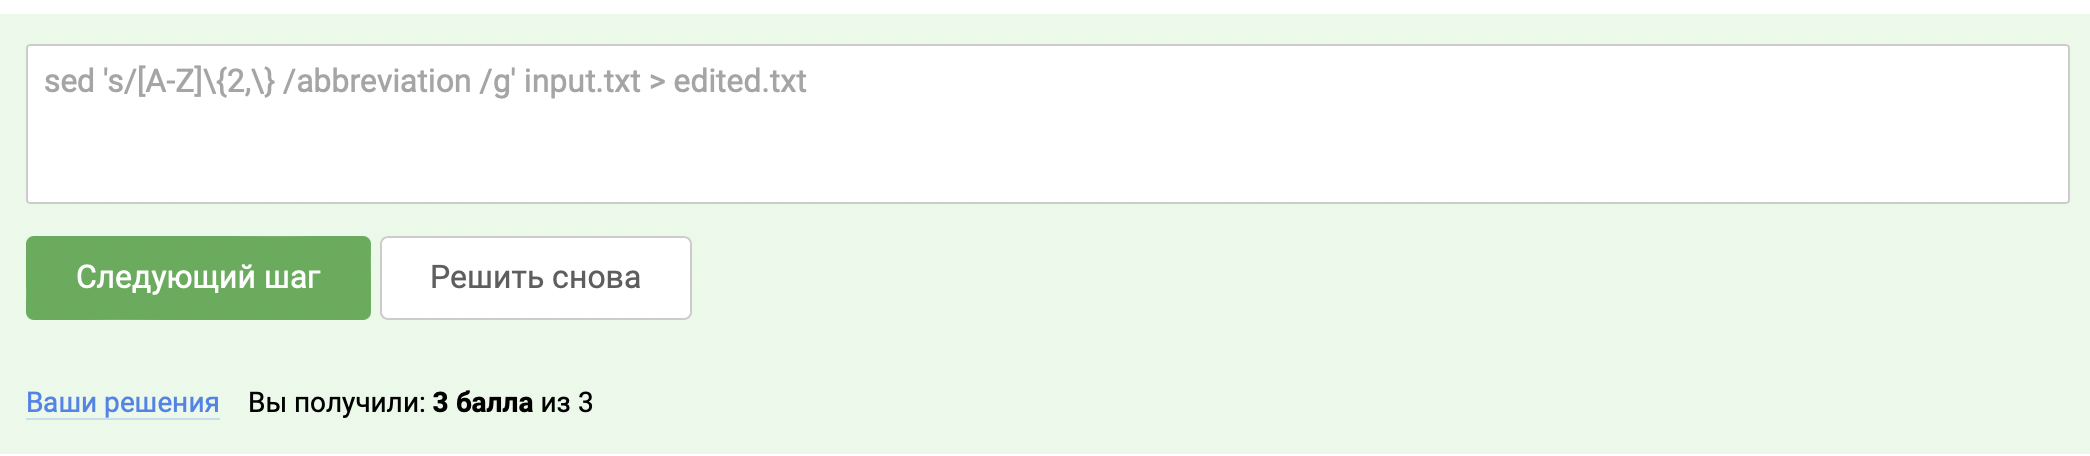 sed 's/[A-Z]\{2,\} /abbreviation /g' input.txt > edited.txt
Следующий шаг Решить снова
Ваши решения Вы получили: 3 балла из 3